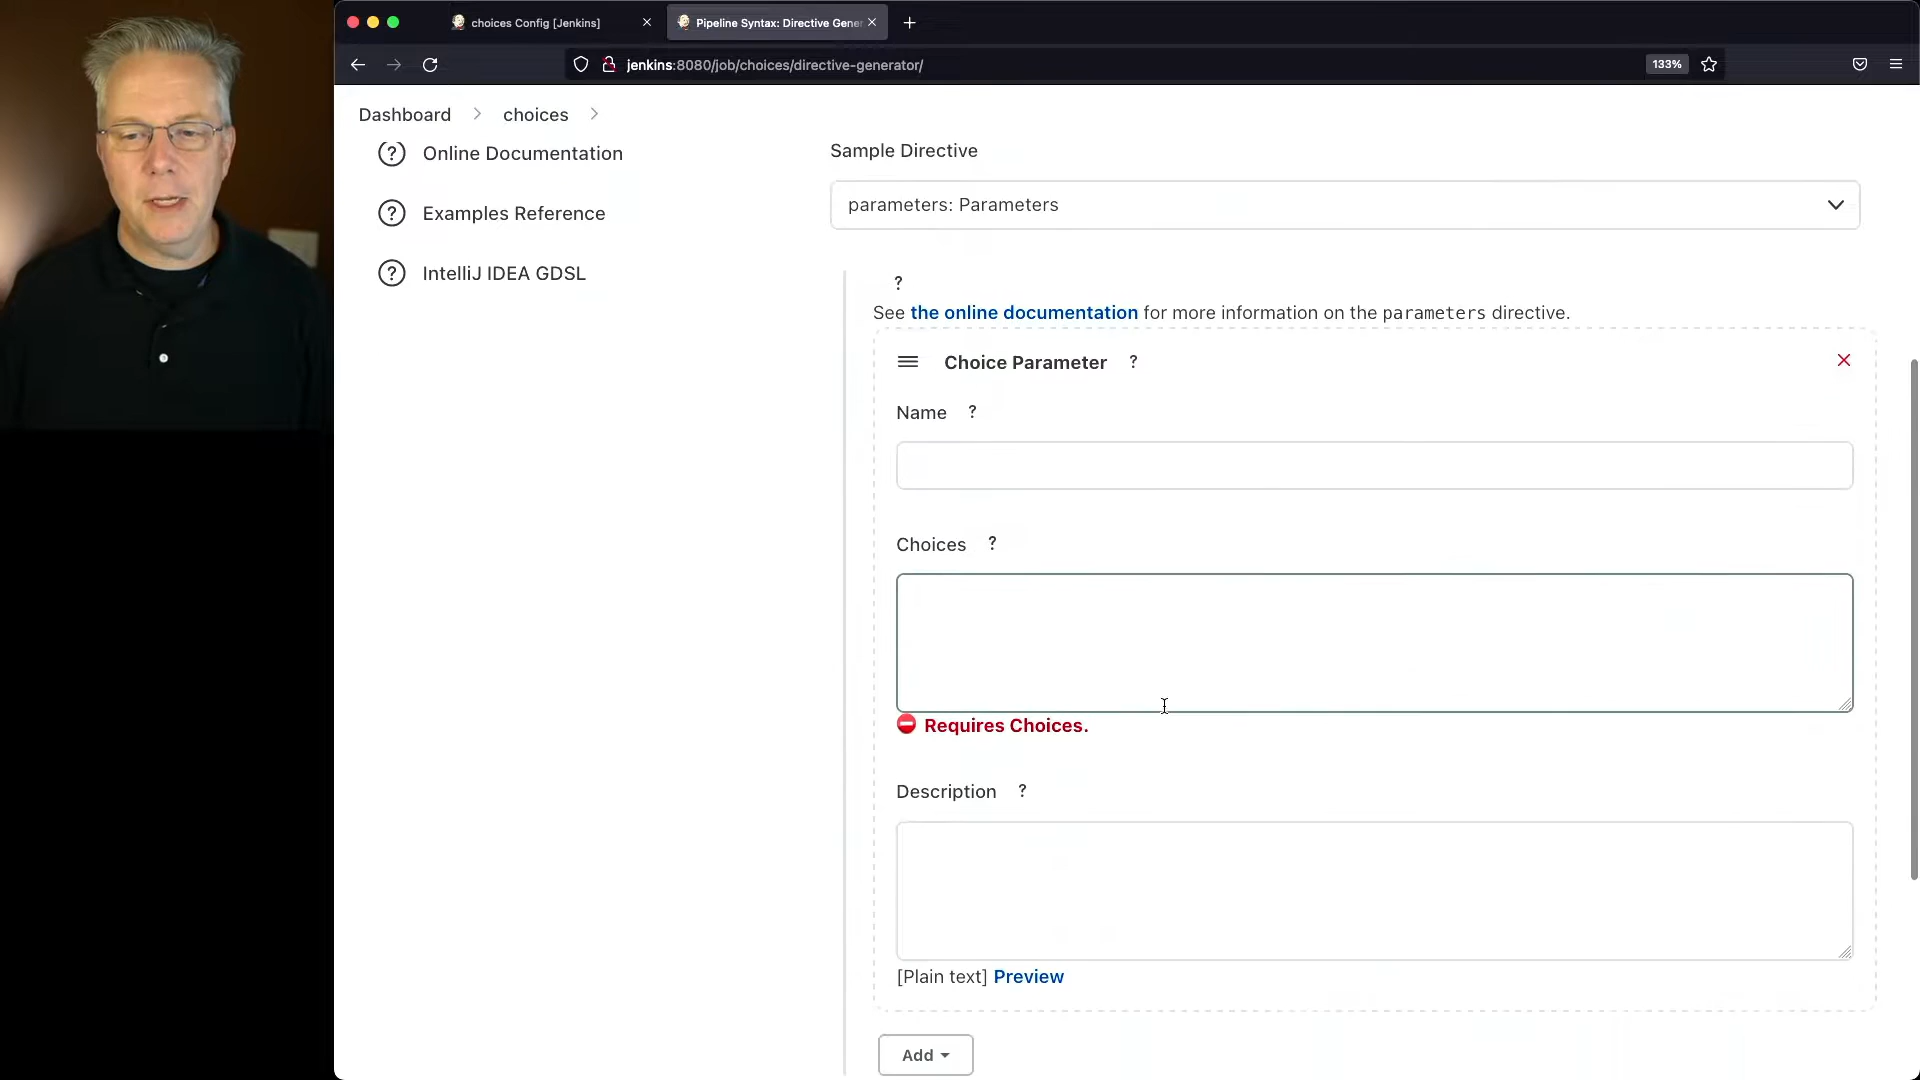 choices Config [Jenkins]
Pipeline Syntax: Directive Gene
jenkins:8080/job/choices/directive-generator/
133%
Dashboard
choices
? Online Documentation
? Examples Reference
? IntelliJ IDEA GDSL
Sample Directive
parameters: Parameters
?
See the online documentation for more information on the parameters directive.
Choice Parameter ?
Name ?
Choices ?
Requires Choices.
Description ?
[Plain text] Preview
Add